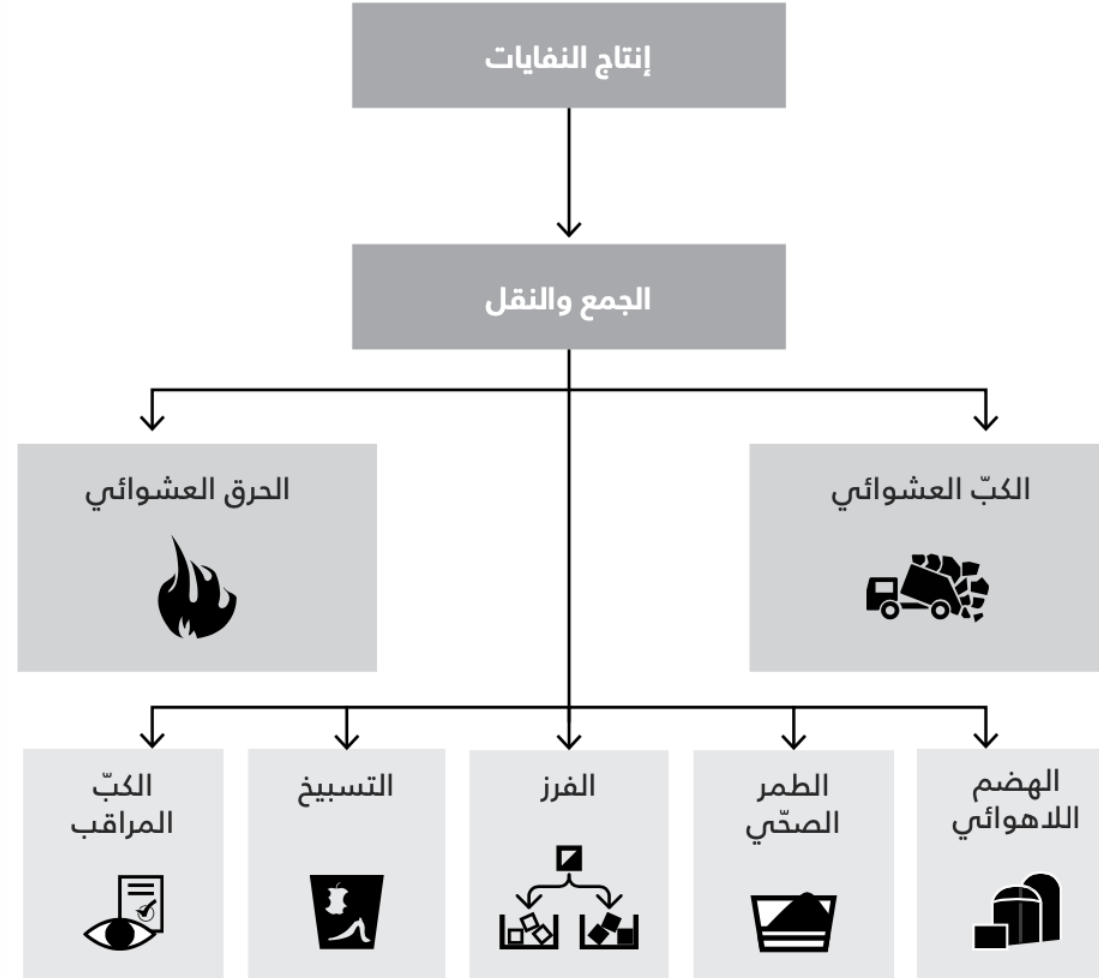 إنتاج النفايات
الجمع والنقل
الكبّ العشوائي
الحرق العشوائي
الهضم
اللاهوائي
الطمر
الصحّي
الفرز
التسبيخ
الكبّ
المراقب